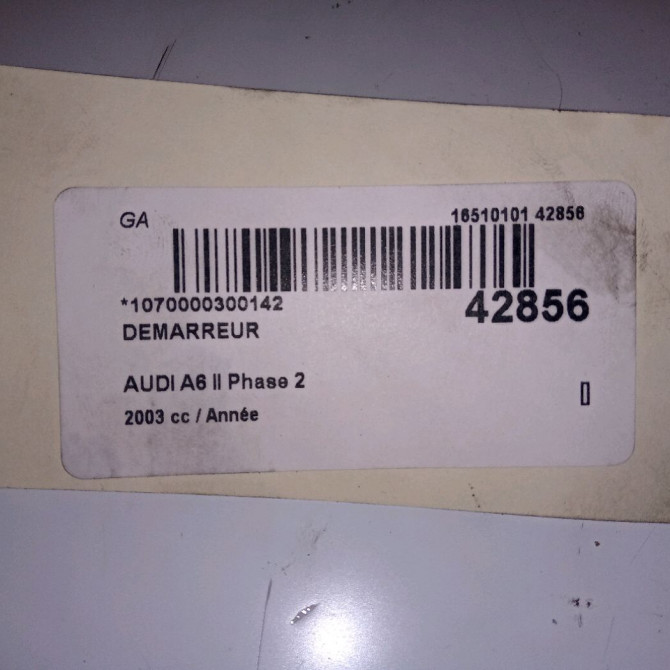 GA 16510101 42856
*1070000300142 42856
DEMARREUR
AUDI A6 II Phase 2
2003 cc / Année